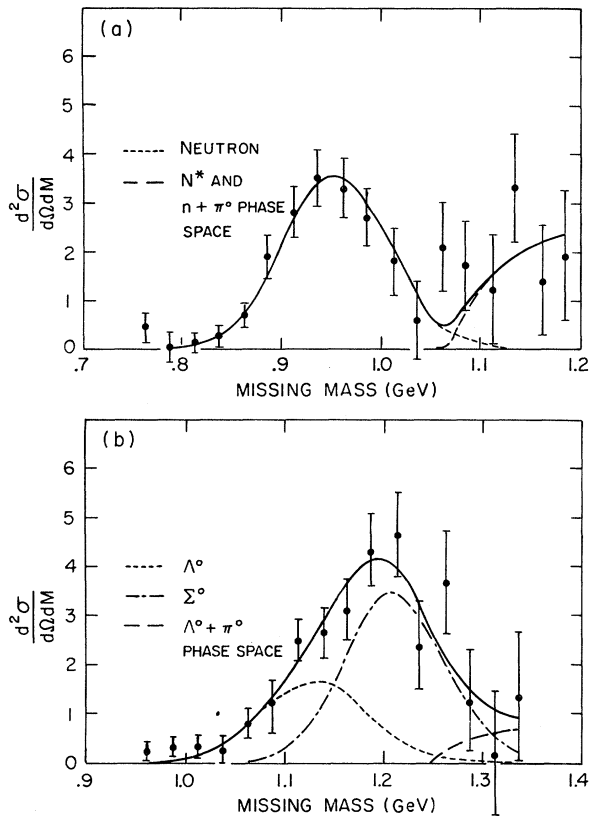 (a)
6
5
4
3
2
1
0
d²σ
dΩdM
NEUTRON
N* AND
n + π° PHASE
SPACE
.7 .8 .9 1.0 1.1 1.2
MISSING MASS (GeV)
(b)
6
5
4
3
2
1
0
d²σ
dΩdM
Λ°
Σ°
Λ° + π°
PHASE SPACE
.9 1.0 1.1 1.2 1.3 1.4
MISSING MASS (GeV)